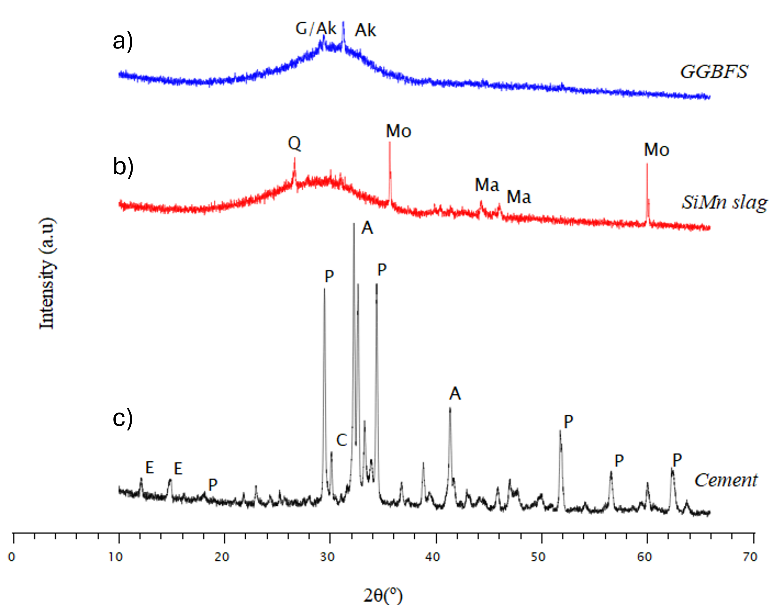 a)
G/Ak
Ak
GGBFS
b)
Q
Mo
Ma
Ma
Mo
SiMn slag
Intensity (a.u)
c)
E
E
P
P
C
A
P
A
P
P
P
Cement
0 10 20 30 40 50 60 70
2θ(°)